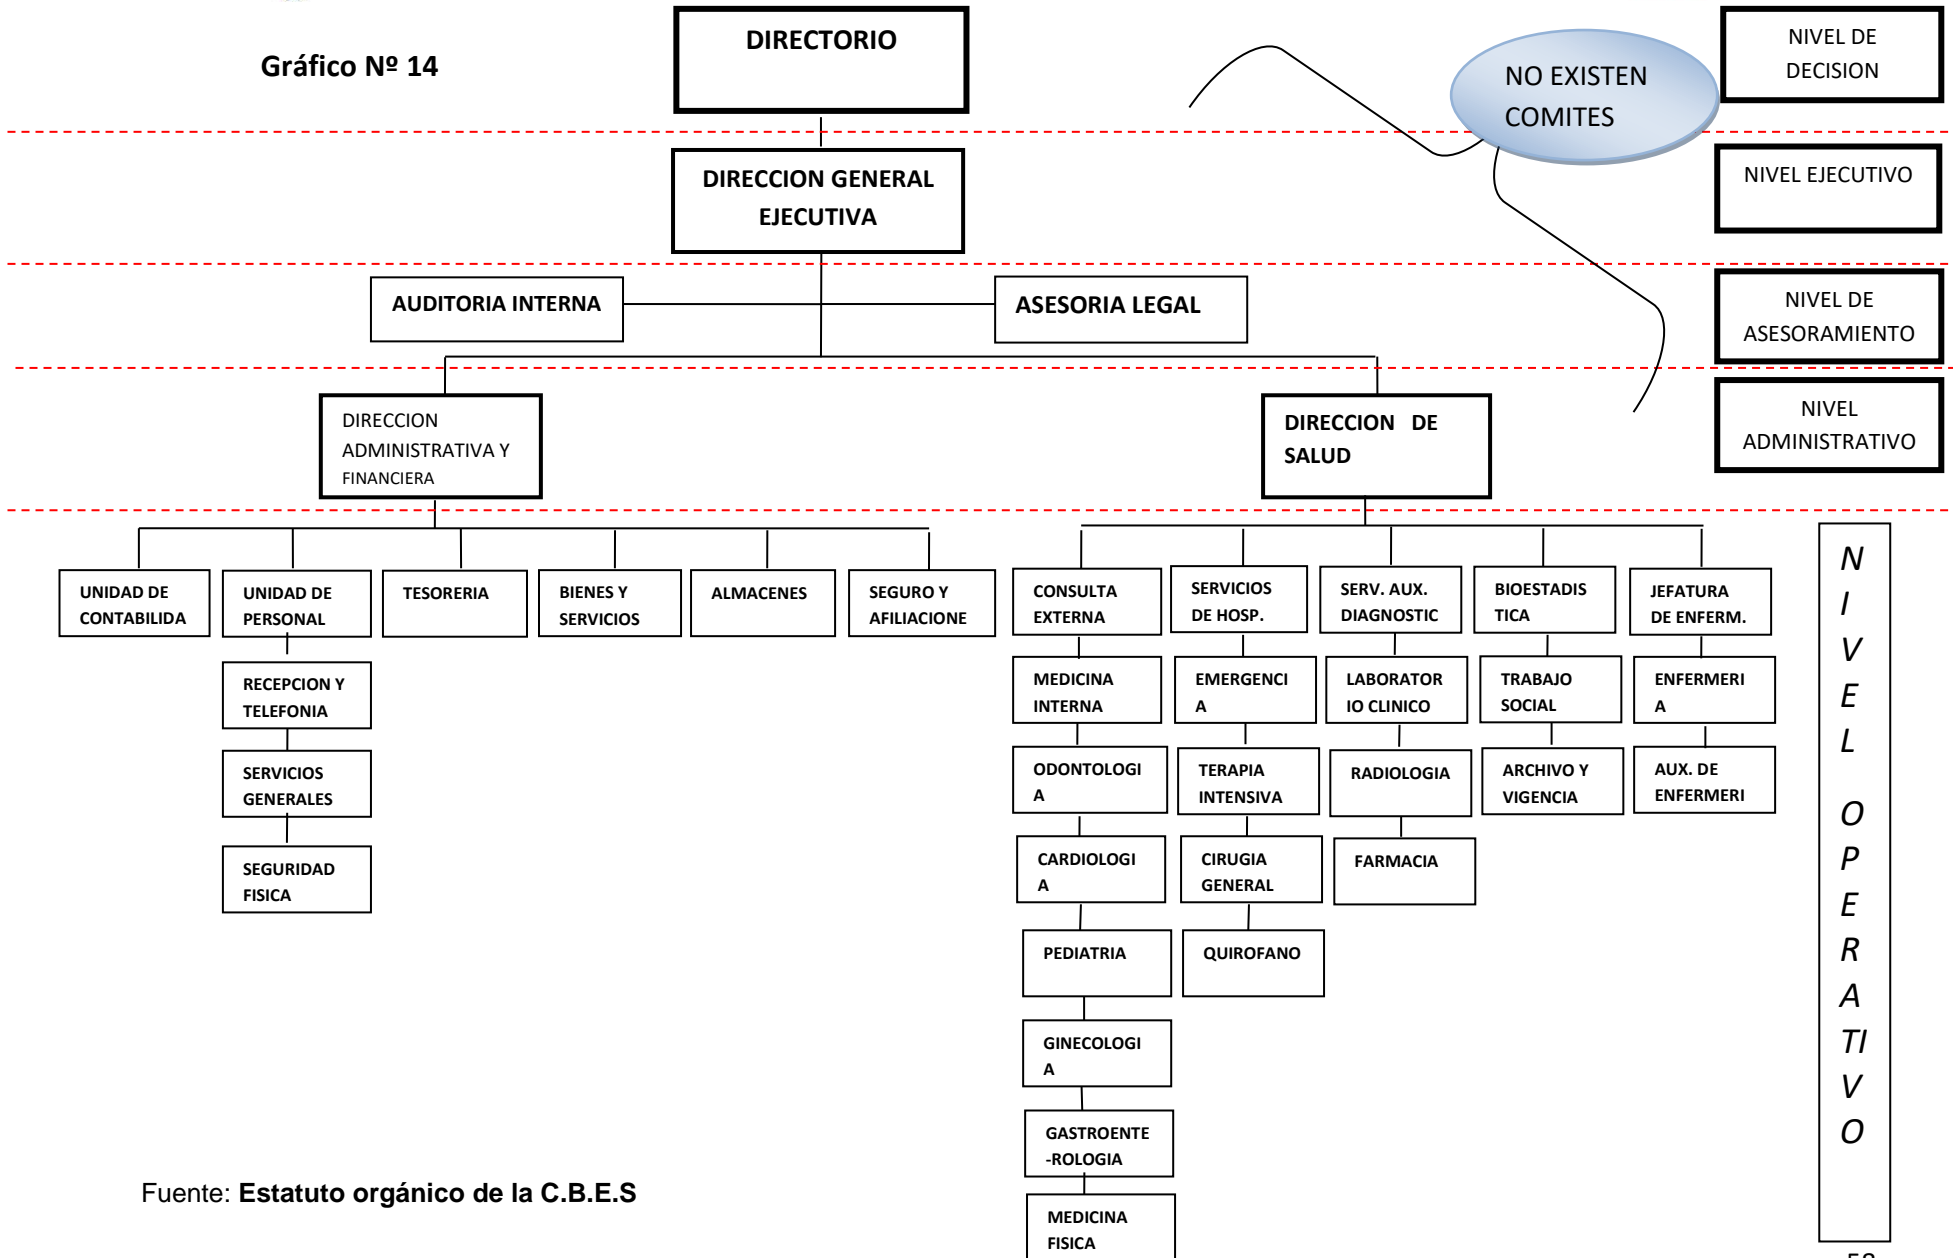 Gráfico Nº 14
DIRECTORIO
NO EXISTEN
COMITES
NIVEL DE
DECISION
DIRECCION GENERAL
EJECUTIVA
NIVEL EJECUTIVO
AUDITORIA INTERNA
ASESORIA LEGAL
NIVEL DE
ASESORAMIENTO
DIRECCION
ADMINISTRATIVA Y
FINANCIERA
DIRECCION DE
SALUD
NIVEL
ADMINISTRATIVO
UNIDAD DE
CONTABILIDA
UNIDAD DE
PERSONAL
TESORERIA
BIENES Y
SERVICIOS
ALMACENES
SEGURO Y
AFILIACIONE
RECEPCION Y
TELEFONIA
SERVICIOS
GENERALES
SEGURIDAD
FISICA
CONSULTA
EXTERNA
SERVICIOS
DE HOSP.
SERV. AUX.
DIAGNOSTIC
BIOESTADIS
TICA
JEFATURA
DE ENFERM.
MEDICINA
INTERNA
EMERGENCI
A
LABORATOR
IO CLINICO
TRABAJO
SOCIAL
ENFERMERI
A
ODONTOLOGI
A
TERAPIA
INTENSIVA
RADIOLOGIA
ARCHIVO Y
VIGENCIA
AUX. DE
ENFERMERI
CARDIOLOGI
A
CIRUGIA
GENERAL
FARMACIA
PEDIATRIA
QUIROFANO
GINECOLOGI
A
GASTROENTE
-ROLOGIA
MEDICINA
FISICA
N
I
V
E
L
O
P
E
R
A
TI
V
O
Fuente: Estatuto orgánico de la C.B.E.S